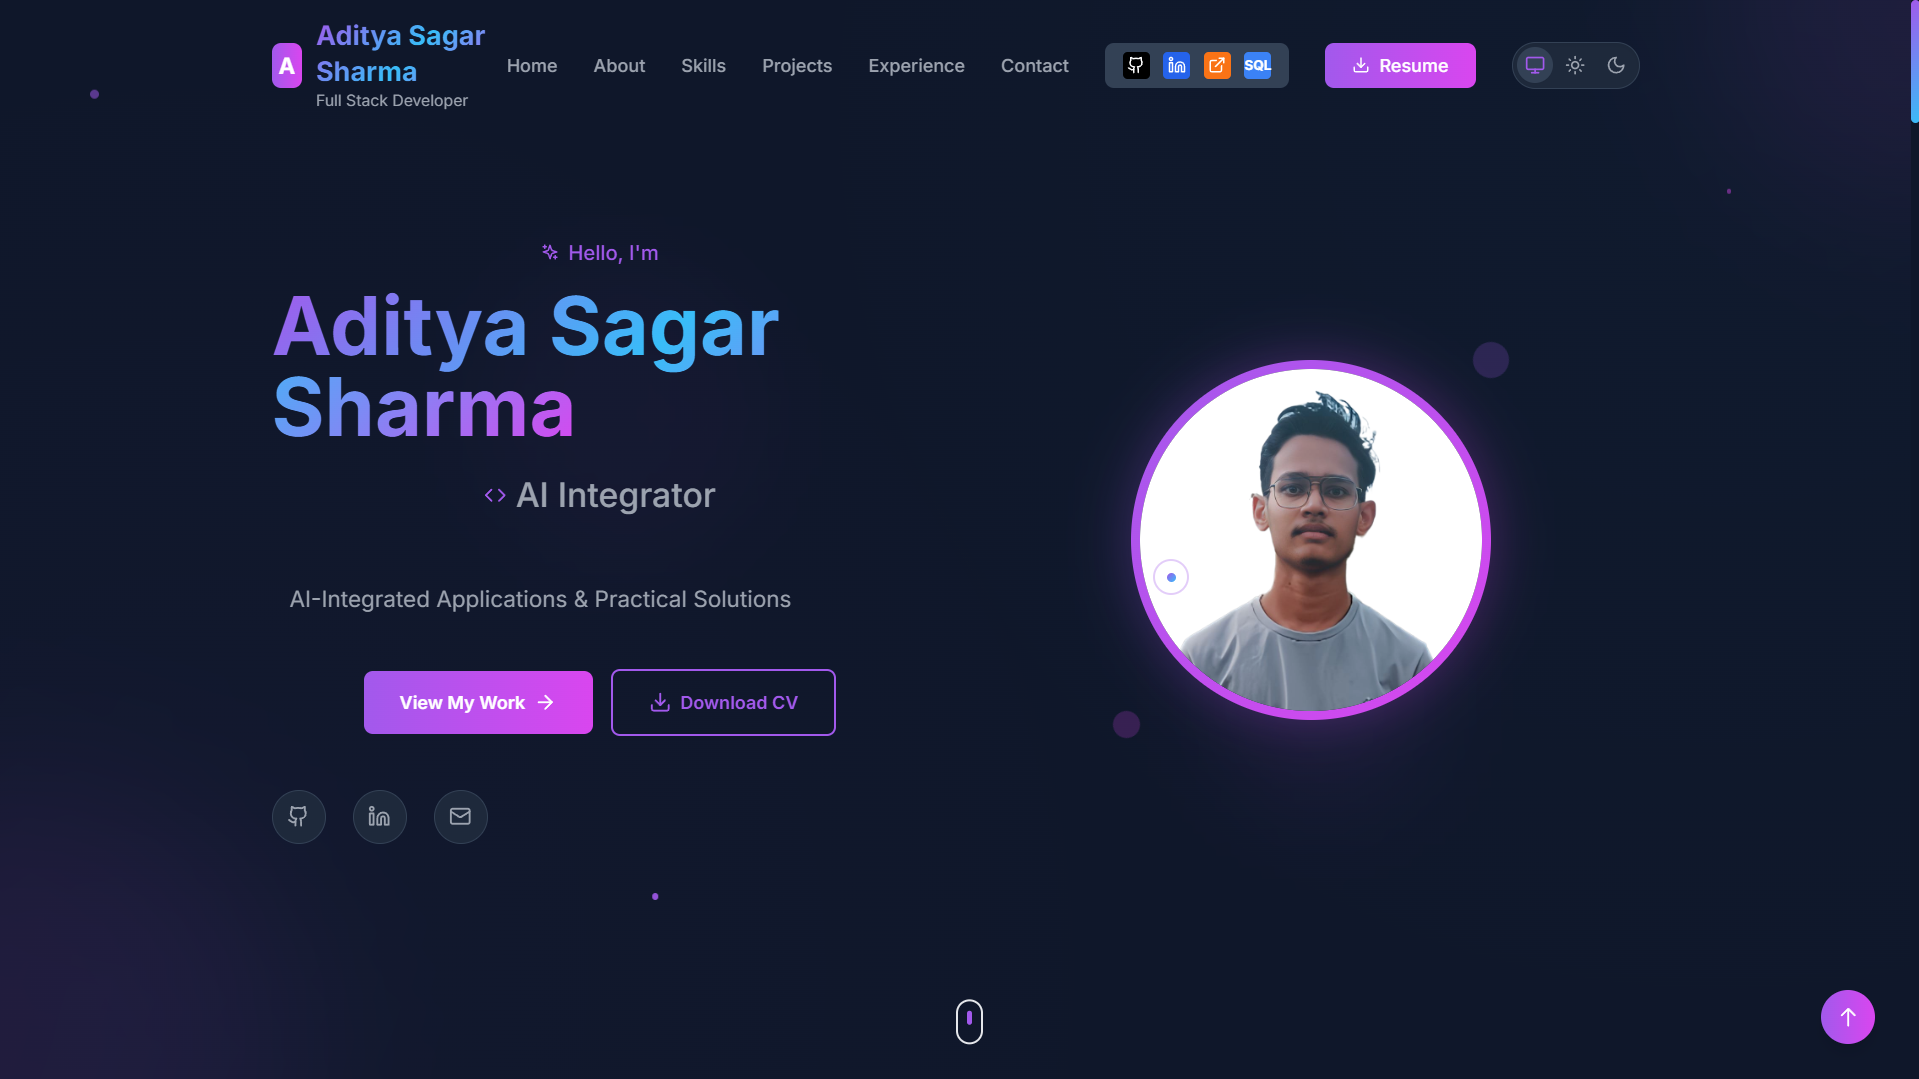 A
Aditya Sagar
Sharma
Full Stack Developer
Home
About
Skills
Projects
Experience
Contact
SQL
Resume
Hello, I'm
Aditya Sagar
Sharma
AI Integrator
AI-Integrated Applications & Practical Solutions
View My Work
Download CV